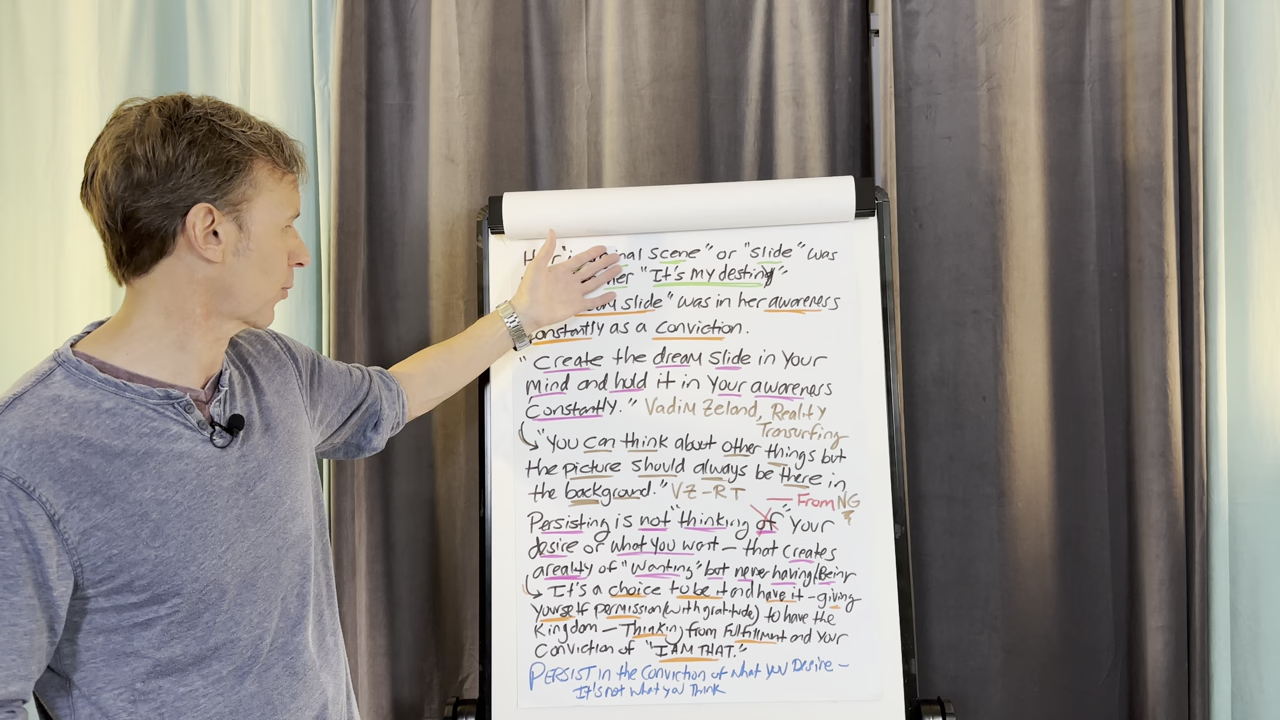 "scene" or "slide" was
"It's my destiny"
slide" was in her awareness
constantly as a conviction.
"Create the dream slide in your
mind and hold it in your awareness
constantly." Vadim Zeland, Reality
Transurfing
"You can think about other things but
the picture should always be there in
the background." VZ-RT
— From NG
Persisting is not "thinking of" your
desire or what you want — that creates
a reality of "wanting" but never having/Being
It's a choice to be it and have it — giving
yourself permission (with gratitude) to have the
Kingdom — Thinking from Fulfillment and your
Conviction of "I AM THAT."
PERSIST in the conviction of what you Desire —
It's not what you Think